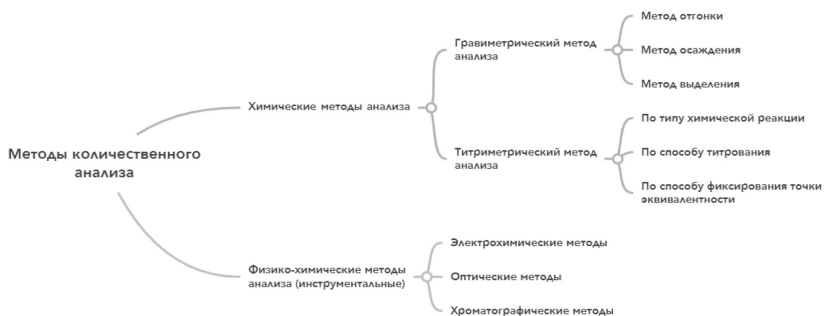 Методы количественного
анализа
Химические методы анализа
Гравиметрический метод
анализа
Метод отгонки
Метод осаждения
Метод выделения
Титриметрический метод
анализа
По типу химической реакции
По способу титрования
По способу фиксирования точки
эквивалентности
Физико-химические методы
анализа (инструментальные)
Электрохимические методы
Оптические методы
Хроматографические методы